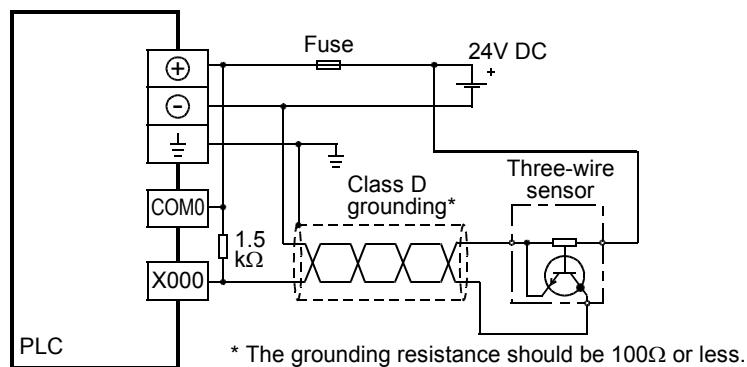 Fuse
24V DC
+
+
-
Class D
grounding*
Three-wire
sensor
COM0
1.5
kΩ
X000
PLC
* The grounding resistance should be 100Ω or less.